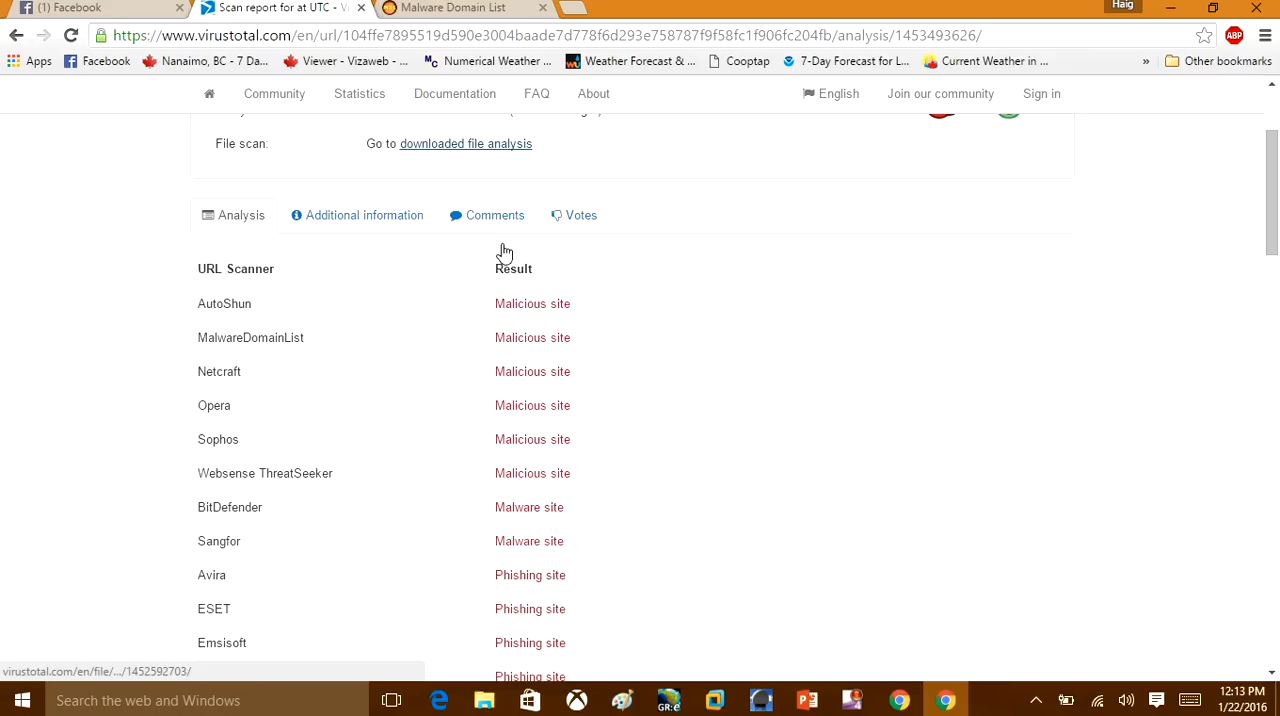 Haig
(1) Facebook
Scan report for at UTC - V
Malware Domain List
https://www.virustotal.com/en/url/104ffe7895519d590e3004baade7d778f6d293e758787f9f58fc1f906fc204fb/analysis/1453493626/
ABP
Apps
Facebook
Nanaimo, BC - 7 Da...
Viewer - Vizaweb - ...
Numerical Weather ...
Weather Forecast & ...
Cooptap
7-Day Forecast for L...
Current Weather in ...
»
Other bookmarks
Community
Statistics
Documentation
FAQ
About
English
Join our community
Sign in
File scan:
Go to downloaded file analysis
Analysis
Additional information
Comments
Votes
URL Scanner Result
AutoShun Malicious site
MalwareDomainList Malicious site
Netcraft Malicious site
Opera Malicious site
Sophos Malicious site
Websense ThreatSeeker Malicious site
BitDefender Malware site
Sangfor Malware site
Avira Phishing site
ESET Phishing site
Emsisoft Phishing site
Phishing site
virustotal.com/en/file/.../1452592703/
Search the web and Windows
GR:e
12:13 PM
1/22/2016